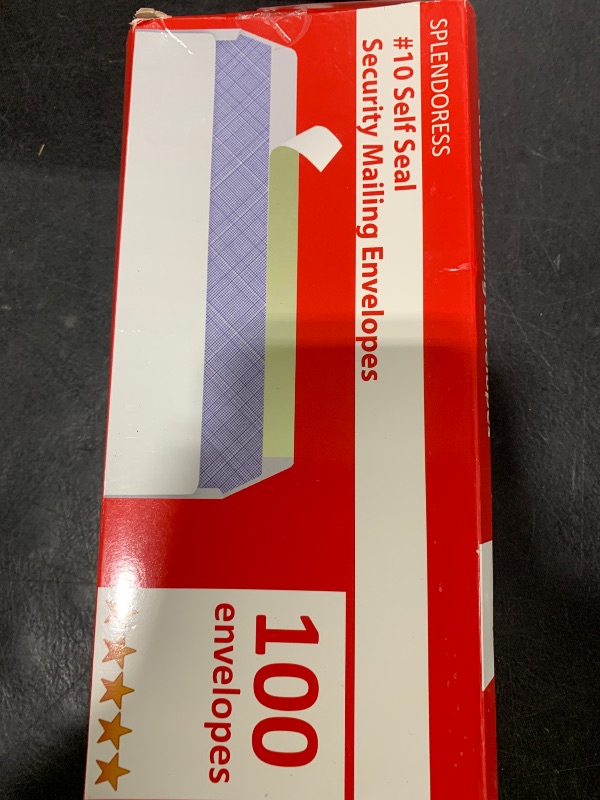 SPLENDORESS
#10 Self Seal
Security Mailing Envelopes
100
envelopes